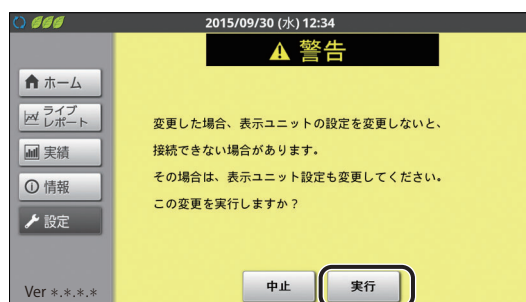 2015/09/30 (水) 12:34
警告
ホーム
ライブ
レポート
実績
情報
設定
変更した場合、表示ユニットの設定を変更しないと、
接続できない場合があります。
その場合は、表示ユニット設定も変更してください。
この変更を実行しますか？
中止
実行
Ver *.*.*.*